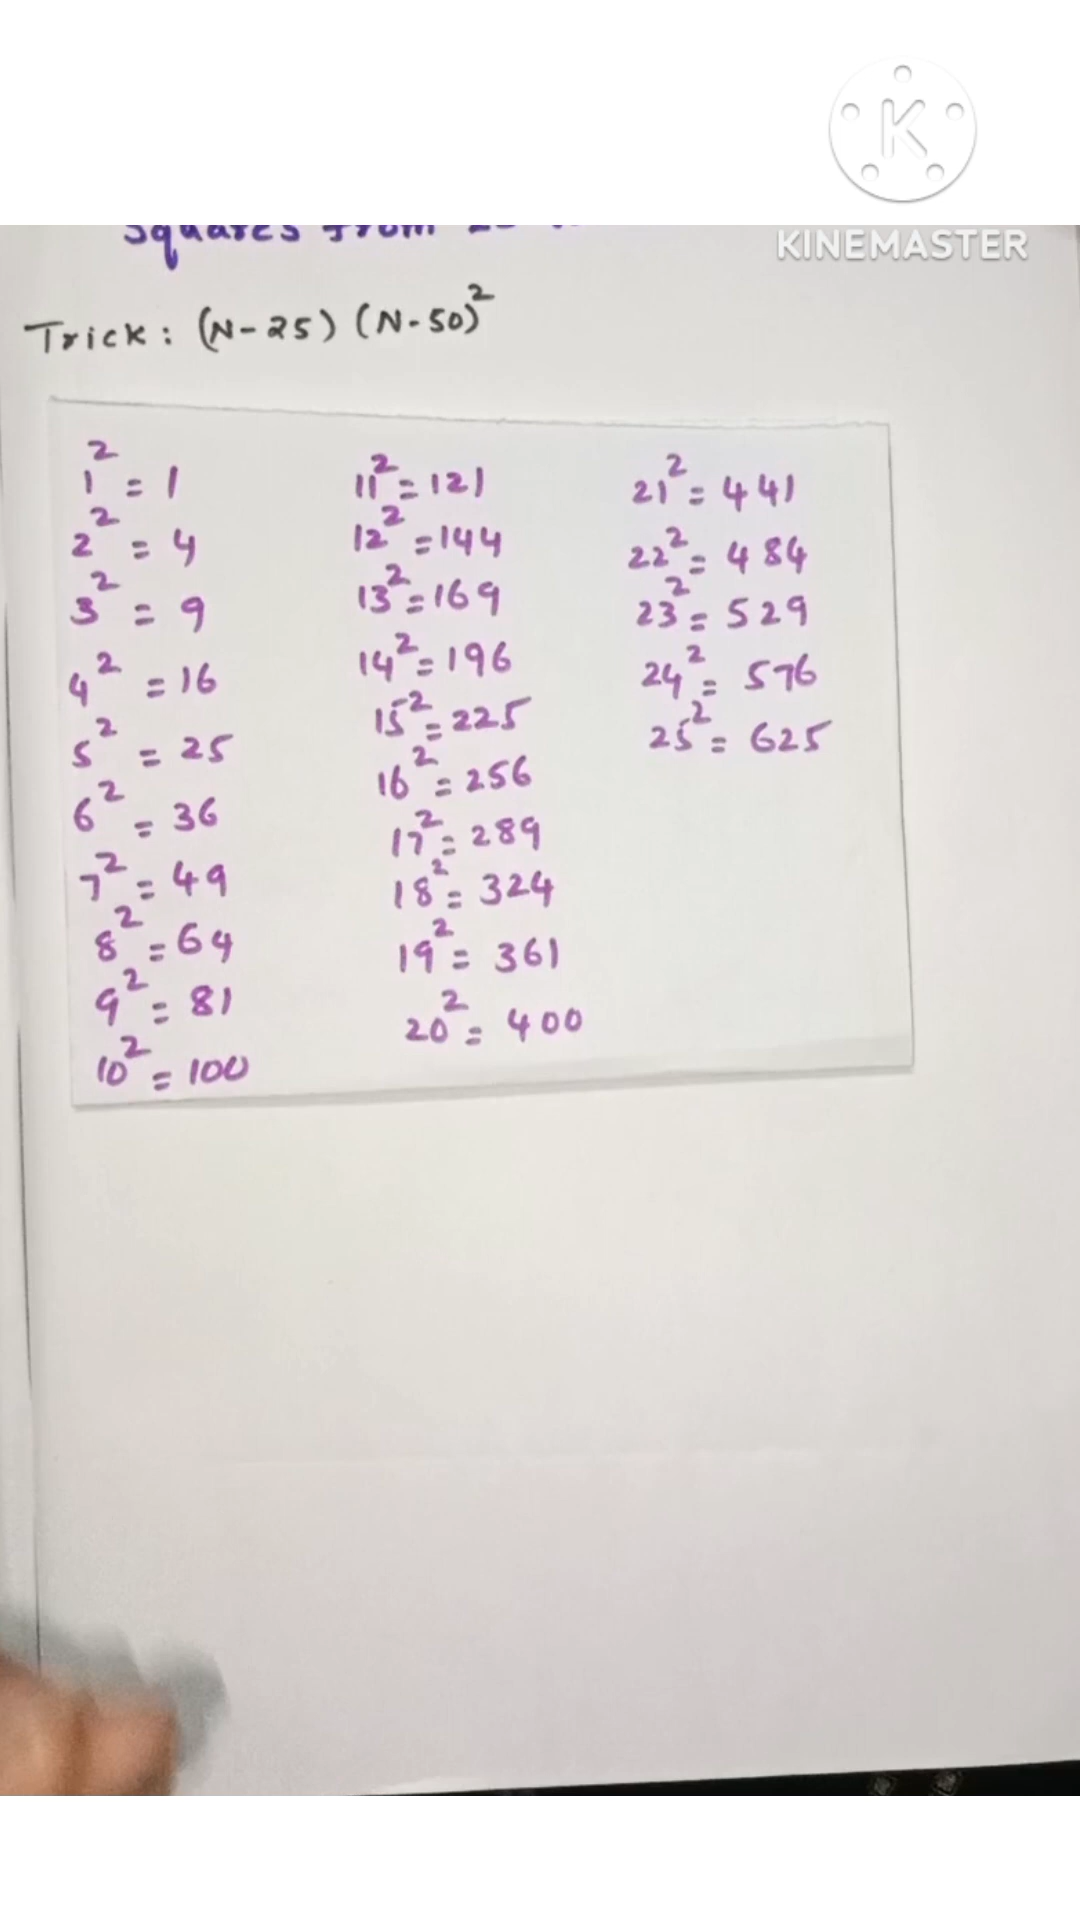 K
KINEMASTER
Squares from
Trick: (N-25) (N-50)²
1² = 1
2² = 4
3² = 9
4² = 16
5² = 25
6² = 36
7² = 49
8² = 64
9² = 81
10² = 100
11² = 121
12² = 144
13² = 169
14² = 196
15² = 225
16² = 256
17² = 289
18² = 324
19² = 361
20² = 400
21² = 441
22² = 484
23² = 529
24² = 576
25² = 625